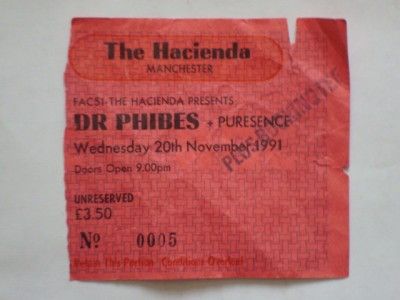 The Hacienda
MANCHESTER
FAC51-THE HACIENDA PRESENTS
DR PHIBES + PURESENCE
Wednesday 20th November 1991
Doors Open 9.00pm
UNRESERVED
£3.50
Nº 0005
Retain This Portion Conditions Overleaf
PLUS